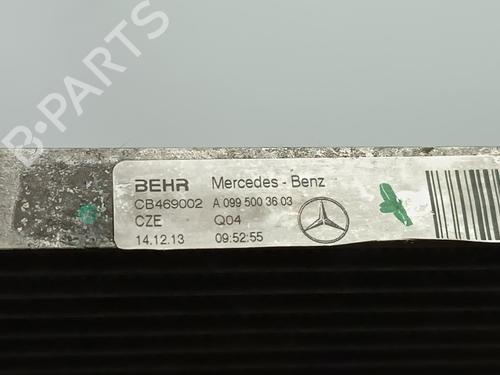 B-PARTS
BEHR Mercedes - Benz
CB469002 A 099 500 36 03
CZE Q04
14.12.13 09:52:55